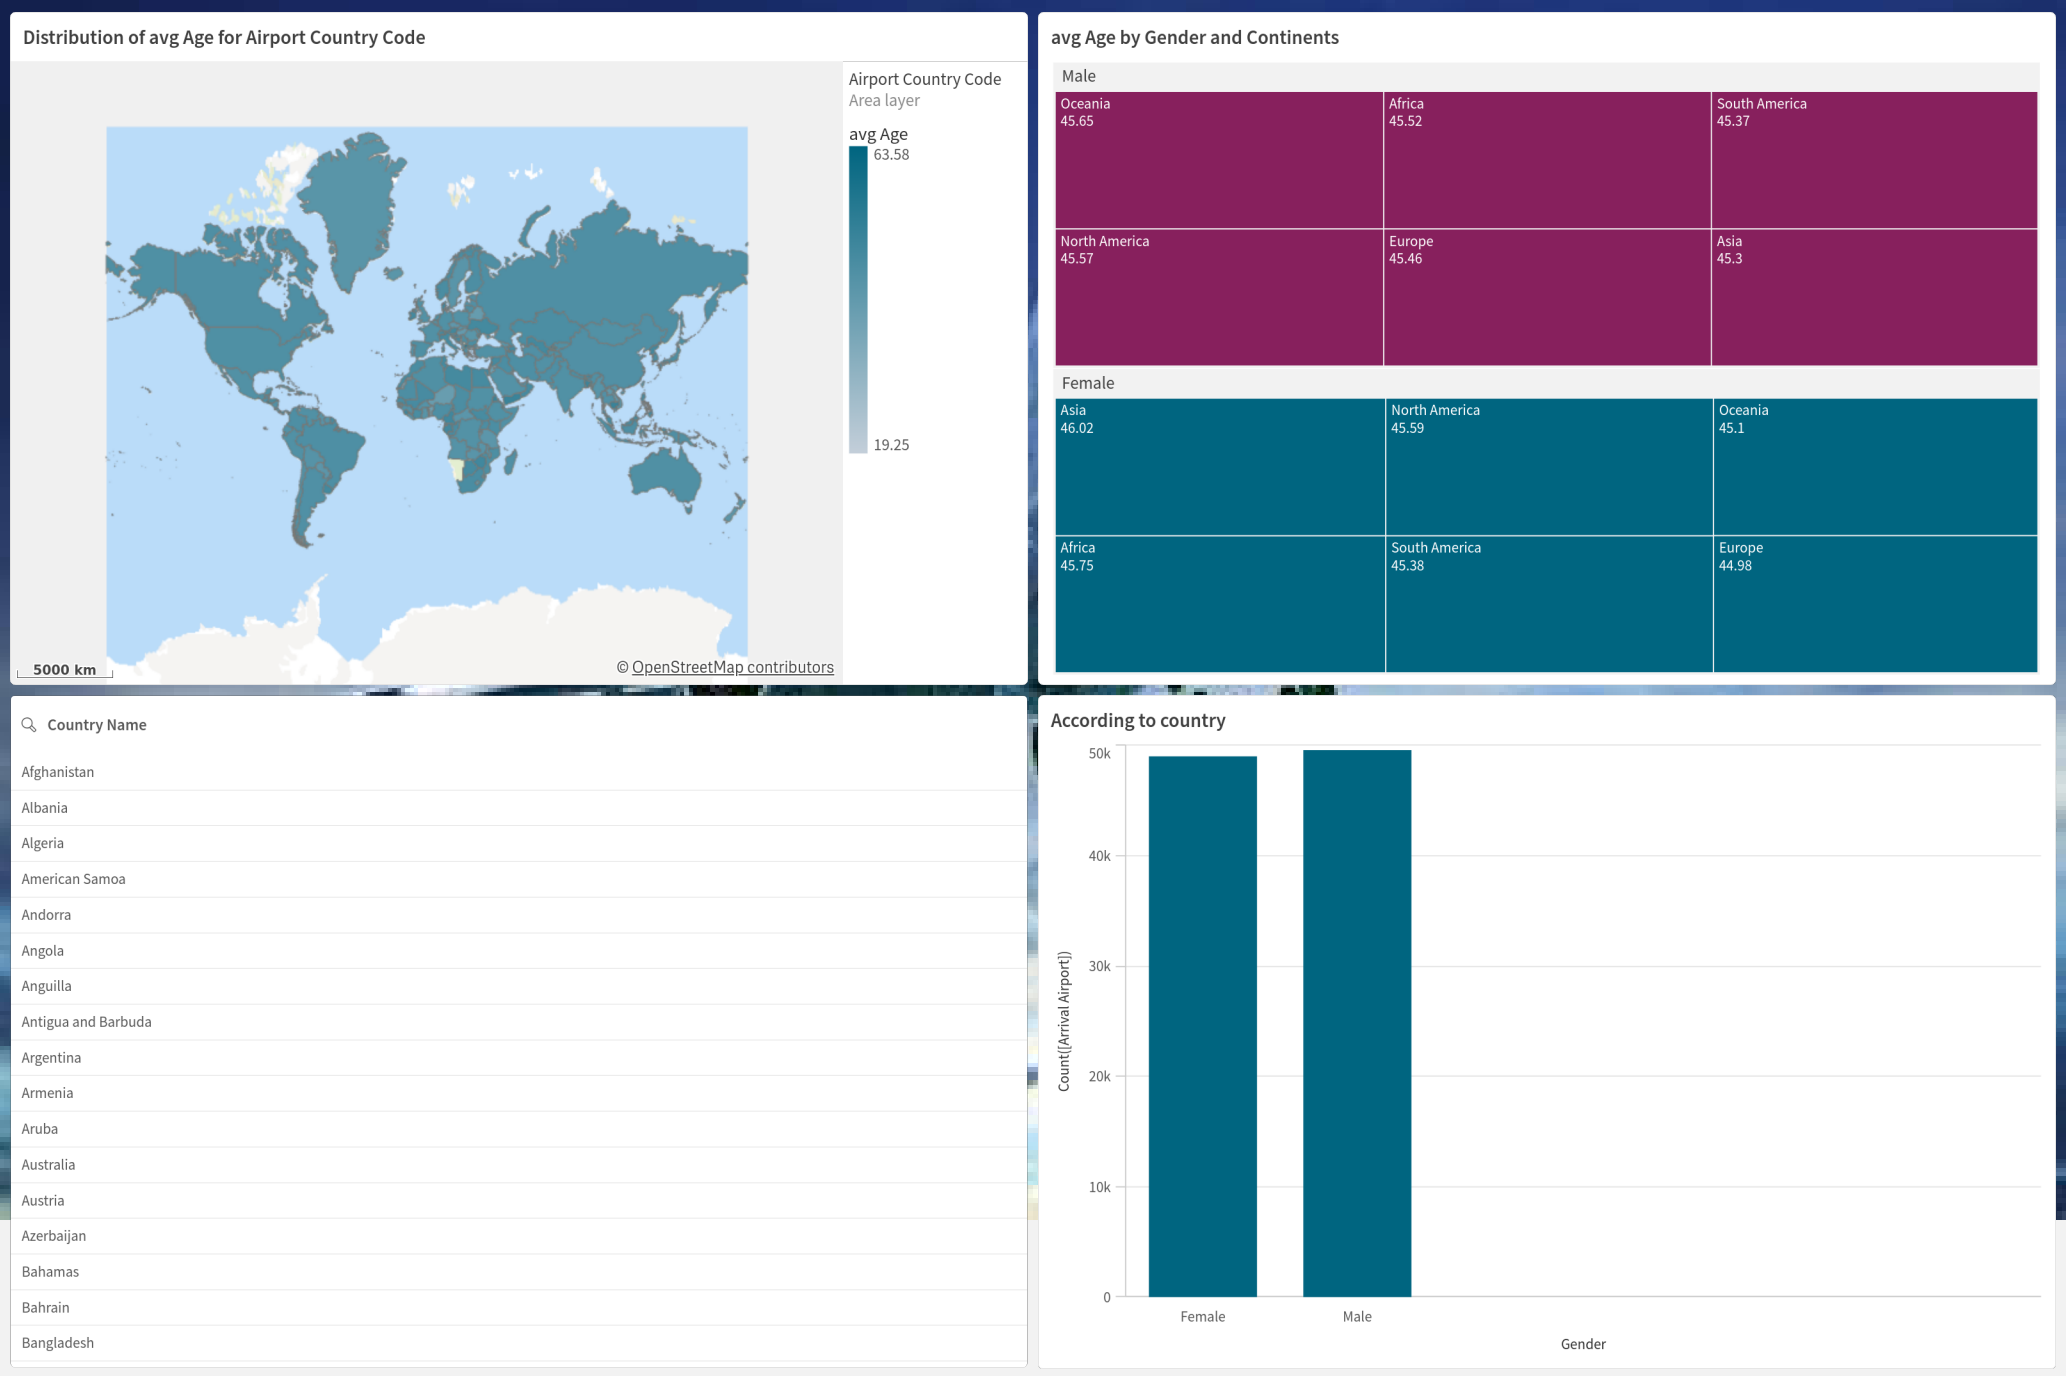 Distribution of avg Age for Airport Country Code
Airport Country Code
Area layer
avg Age
63.58
19.25
5000 km
© OpenStreetMap contributors
avg Age by Gender and Continents
Male
Oceania
45.65
Africa
45.52
South America
45.37
North America
45.57
Europe
45.46
Asia
45.3
Female
Asia
46.02
North America
45.59
Oceania
45.1
Africa
45.75
South America
45.38
Europe
44.98
Country Name
Afghanistan
Albania
Algeria
American Samoa
Andorra
Angola
Anguilla
Antigua and Barbuda
Argentina
Armenia
Aruba
Australia
Austria
Azerbaijan
Bahamas
Bahrain
Bangladesh
According to country
Count([Arrival Airport])
50k
40k
30k
20k
10k
0
Female
Male
Gender